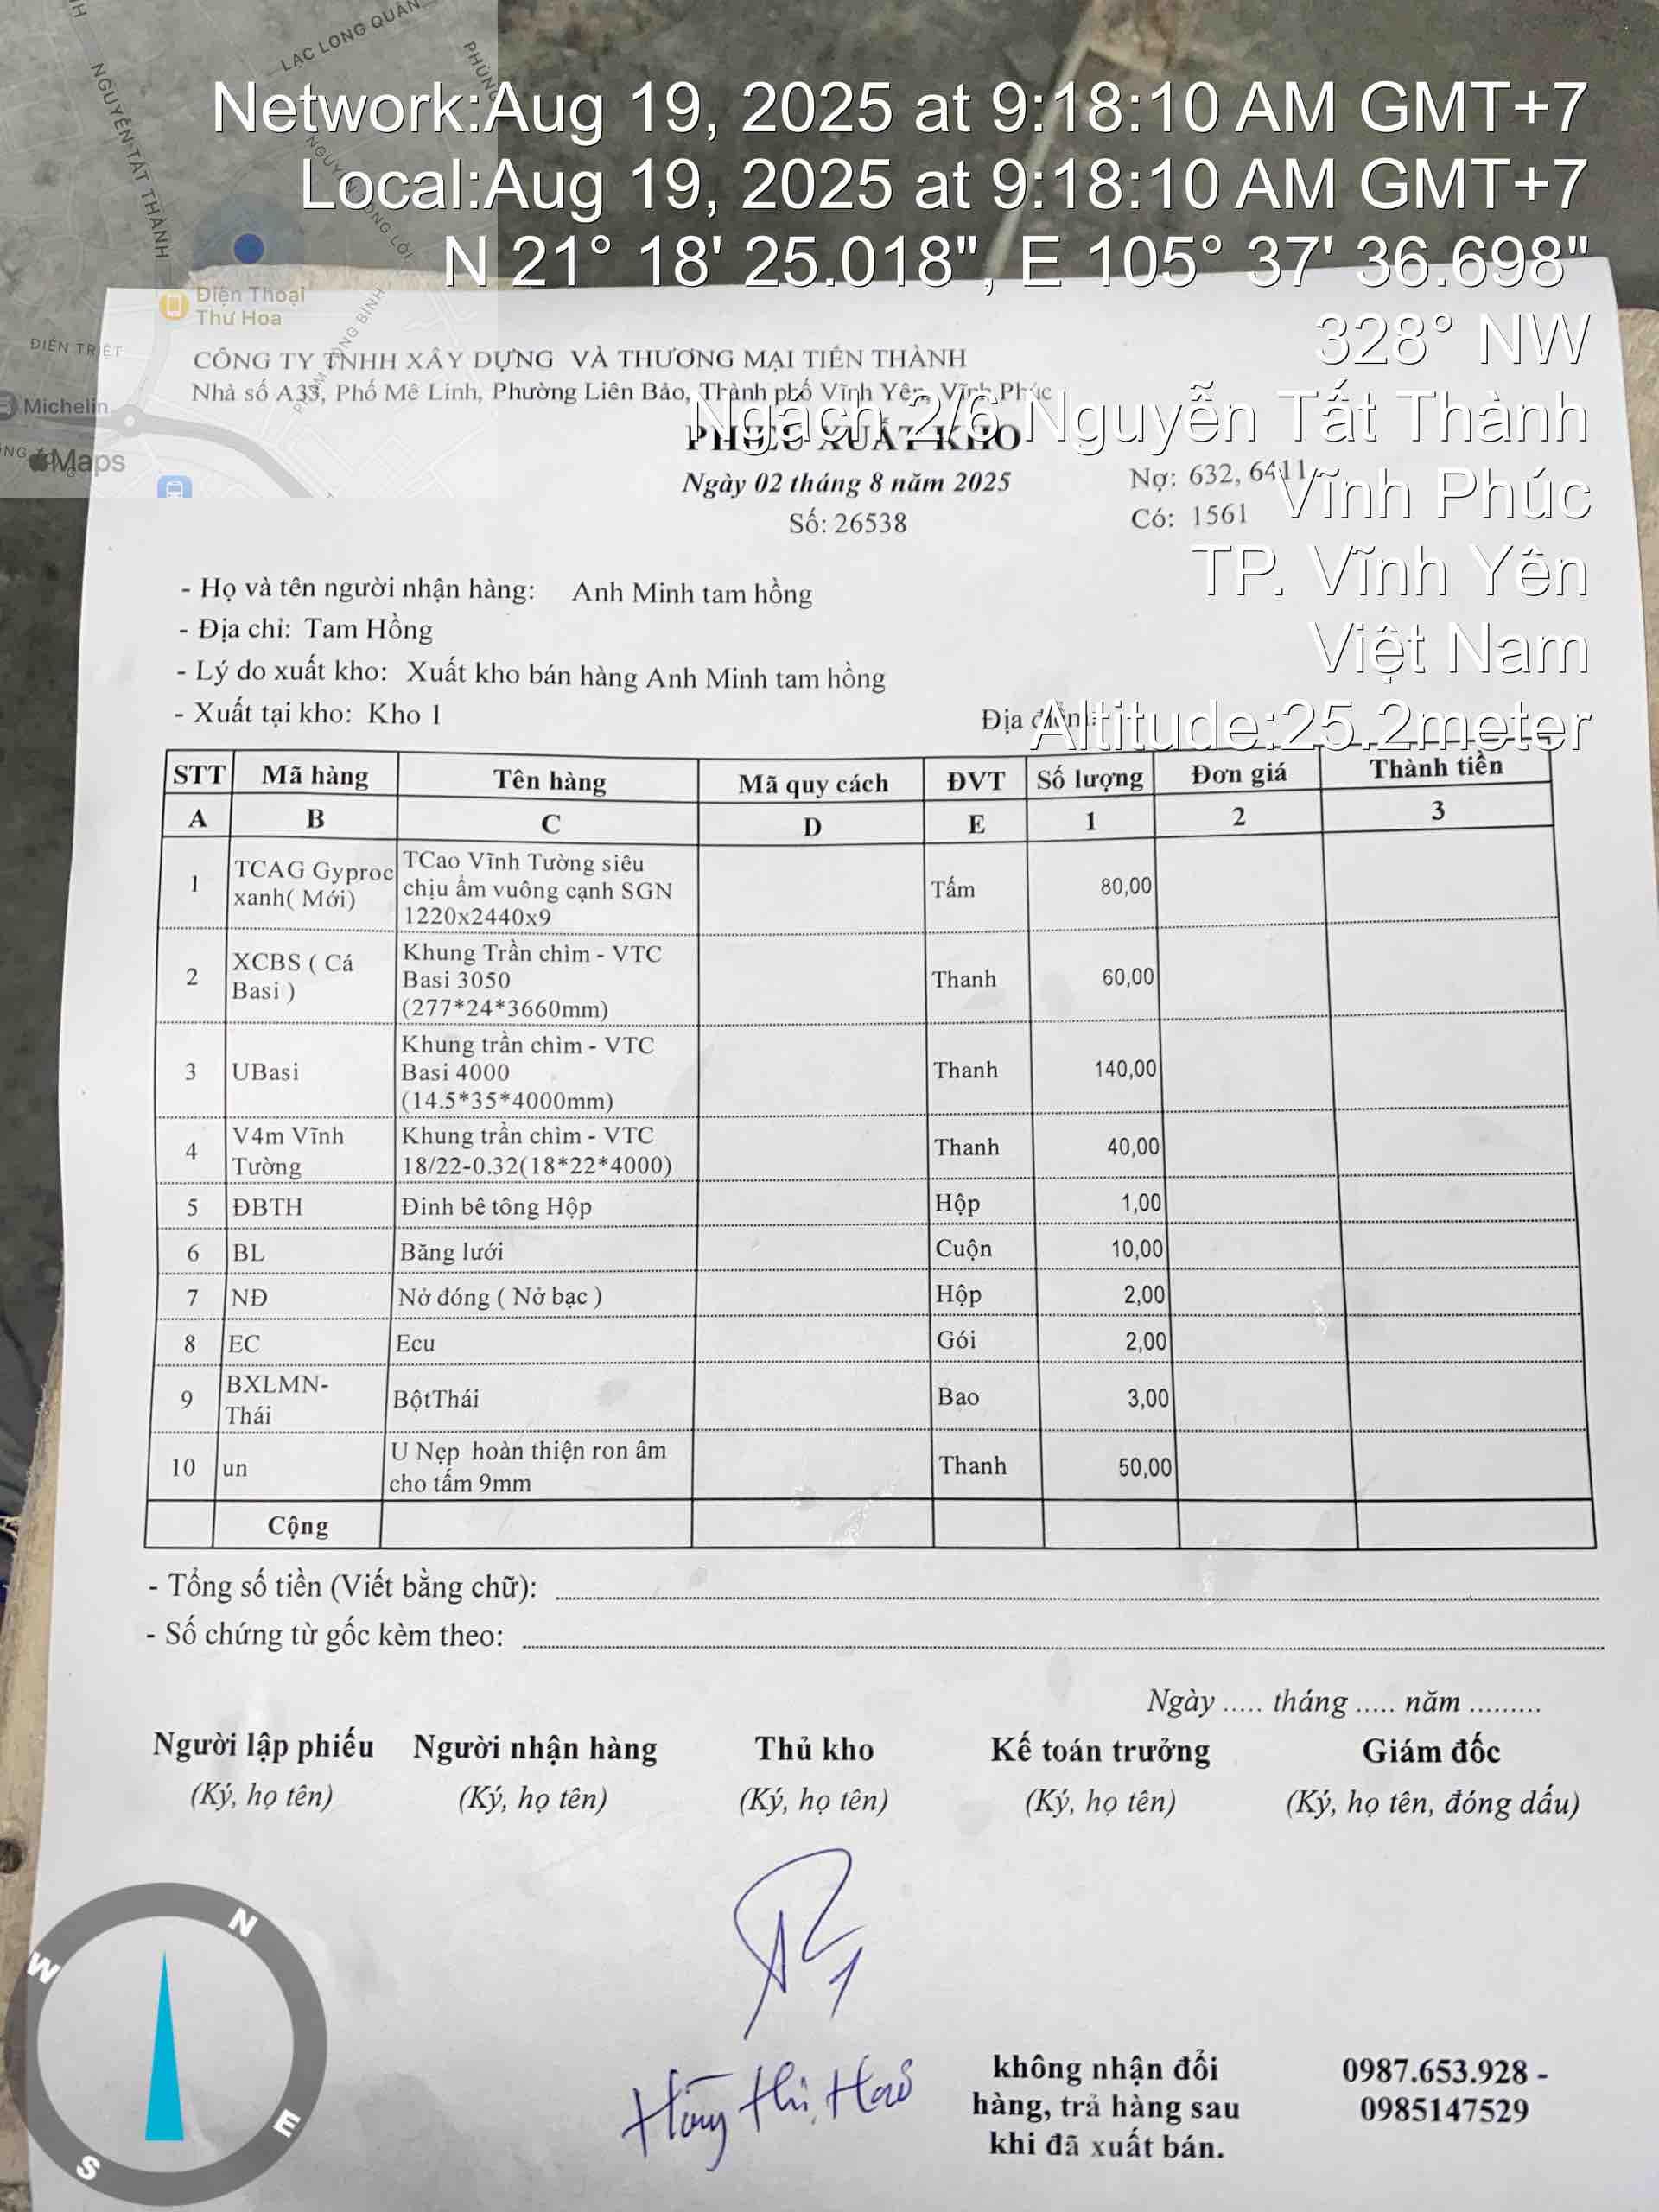 LẠC LONG QUÂN
NGUYỄN TẤT THÀNH
Network:Aug 19, 2025 at 9:18:10 AM GMT+7
Local:Aug 19, 2025 at 9:18:10 AM GMT+7
N 21° 18' 25.018", E 105° 37' 36.698"
328° NW
Ngách 2/6 Nguyễn Tất Thành
Vĩnh Phúc
TP. Vĩnh Yên
Việt Nam
Altitude:25.2meter
Điện Thoại
Thư Hoa
ĐIỀN TRIỆT
Michelin
Maps
CÔNG TY TNHH XÂY DỰNG VÀ THƯƠNG MẠI TIẾN THÀNH
Nhà số A33, Phố Mê Linh, Phường Liên Bảo, Thành phố Vĩnh Yên, Vĩnh Phúc
PHIẾU XUẤT KHO
Ngày 02 tháng 8 năm 2025
Số: 26538
Nợ: 632, 6411
Có: 1561
- Họ và tên người nhận hàng: Anh Minh tam hồng
- Địa chỉ: Tam Hồng
- Lý do xuất kho: Xuất kho bán hàng Anh Minh tam hồng
- Xuất tại kho: Kho 1 Địa điểm:
STT Mã hàng Tên hàng Mã quy cách ĐVT Số lượng Đơn giá Thành tiền
A B C D E 1 2 3
1 TCAG Gyproc xanh( Mới) TCao Vĩnh Tường siêu chịu ẩm vuông cạnh SGN 1220x2440x9 Tấm 80,00
2 XCBS ( Cá Basi ) Khung Trần chìm - VTC Basi 3050 (277*24*3660mm) Thanh 60,00
3 UBasi Khung trần chìm - VTC Basi 4000 (14.5*35*4000mm) Thanh 140,00
4 V4m Vĩnh Tường Khung trần chìm - VTC 18/22-0.32(18*22*4000) Thanh 40,00
5 ĐBTH Đinh bê tông Hộp Hộp 1,00
6 BL Băng lưới Cuộn 10,00
7 NĐ Nở đóng ( Nở bạc ) Hộp 2,00
8 EC Ecu Gói 2,00
9 BXLMN-Thái BộtThái Bao 3,00
10 un U Nẹp hoàn thiện ron âm cho tấm 9mm Thanh 50,00
Cộng
- Tổng số tiền (Viết bằng chữ):
- Số chứng từ gốc kèm theo:
Ngày ..... tháng ..... năm .........
Người lập phiếu Người nhận hàng Thủ kho Kế toán trưởng Giám đốc
(Ký, họ tên) (Ký, họ tên) (Ký, họ tên) (Ký, họ tên) (Ký, họ tên, đóng dấu)
không nhận đổi
hàng, trả hàng sau
khi đã xuất bán.
0987.653.928 -
0985147529
N
W
E
S